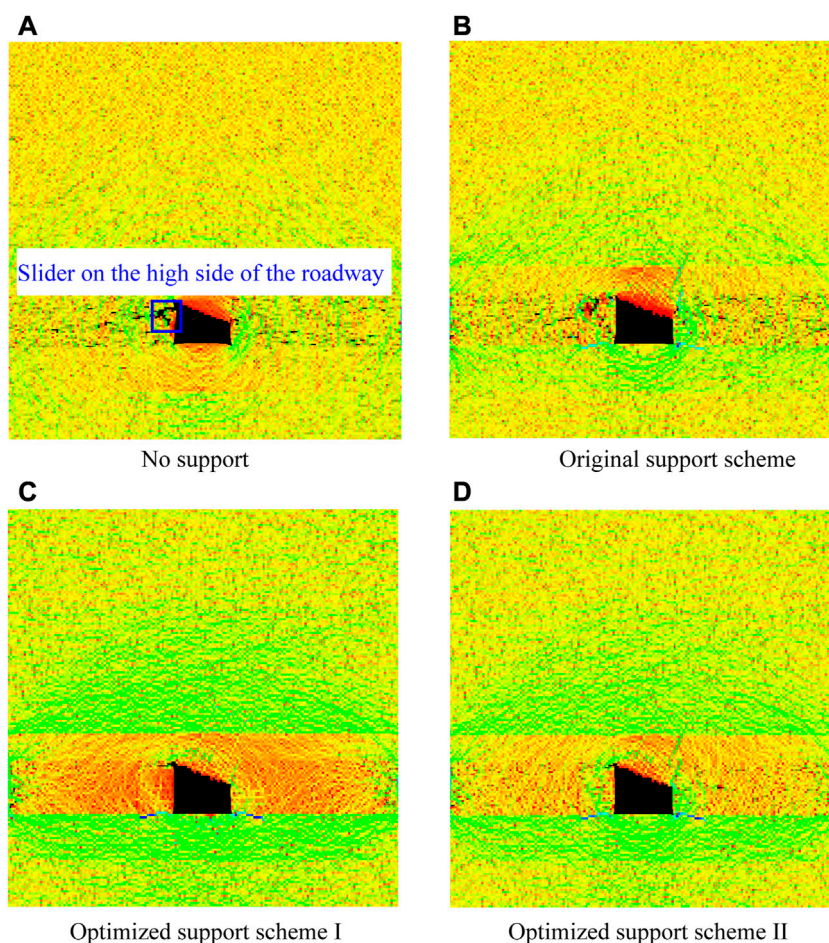 A
B
Slider on the high side of the roadway
No support
Original support scheme
C
D
Optimized support scheme I
Optimized support scheme II